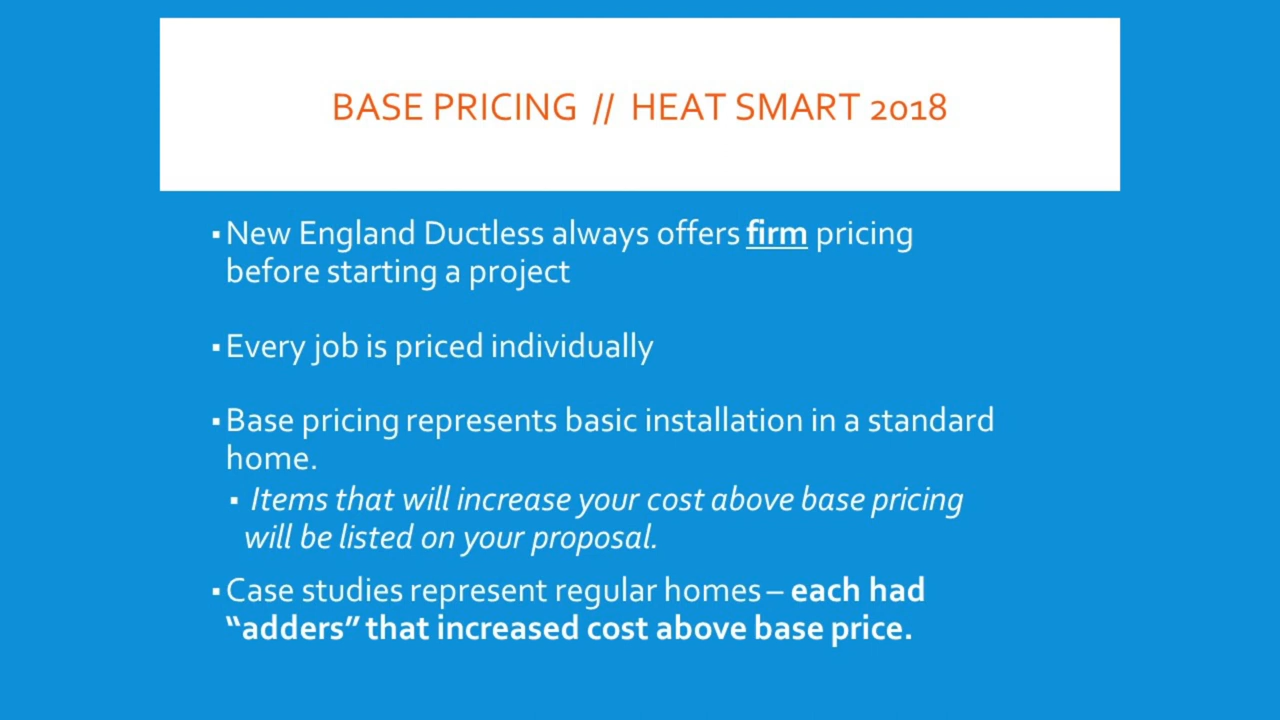 BASE PRICING // HEAT SMART 2018
▪ New England Ductless always offers firm pricing
before starting a project
▪ Every job is priced individually
▪ Base pricing represents basic installation in a standard
home.
▪ Items that will increase your cost above base pricing
will be listed on your proposal.
▪ Case studies represent regular homes – each had
“adders” that increased cost above base price.